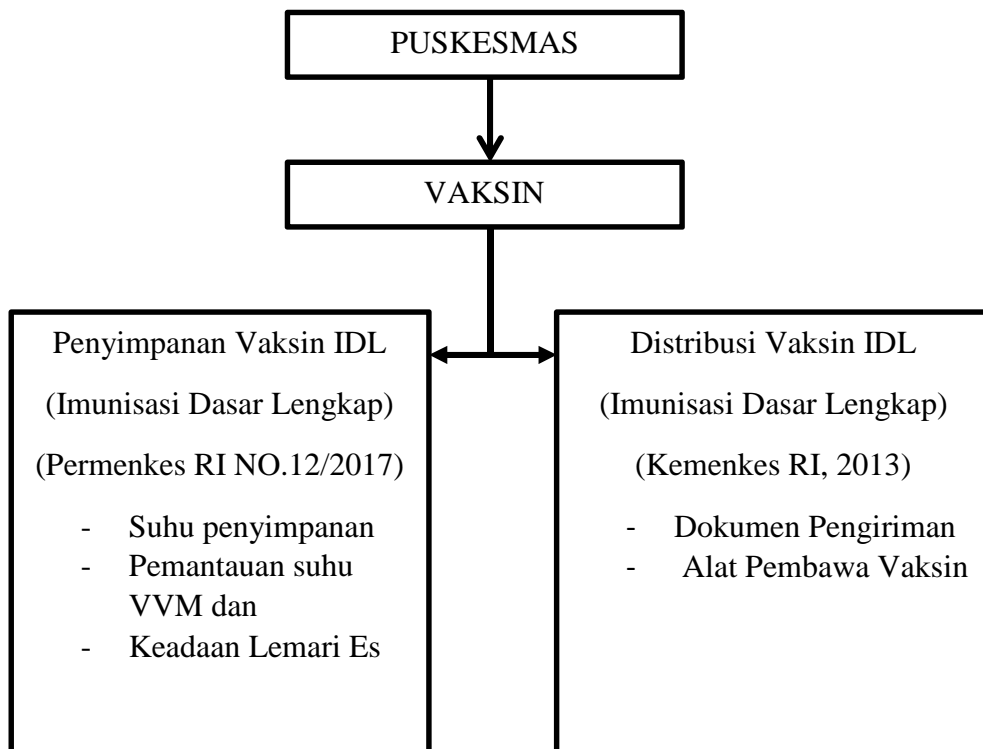 PUSKESMAS
VAKSIN
Penyimpanan Vaksin IDL
(Imunisasi Dasar Lengkap)
(Permenkes RI NO.12/2017)
- Suhu penyimpanan
- Pemantauan suhu
VVM dan
- Keadaan Lemari Es
Distribusi Vaksin IDL
(Imunisasi Dasar Lengkap)
(Kemenkes RI, 2013)
- Dokumen Pengiriman
- Alat Pembawa Vaksin